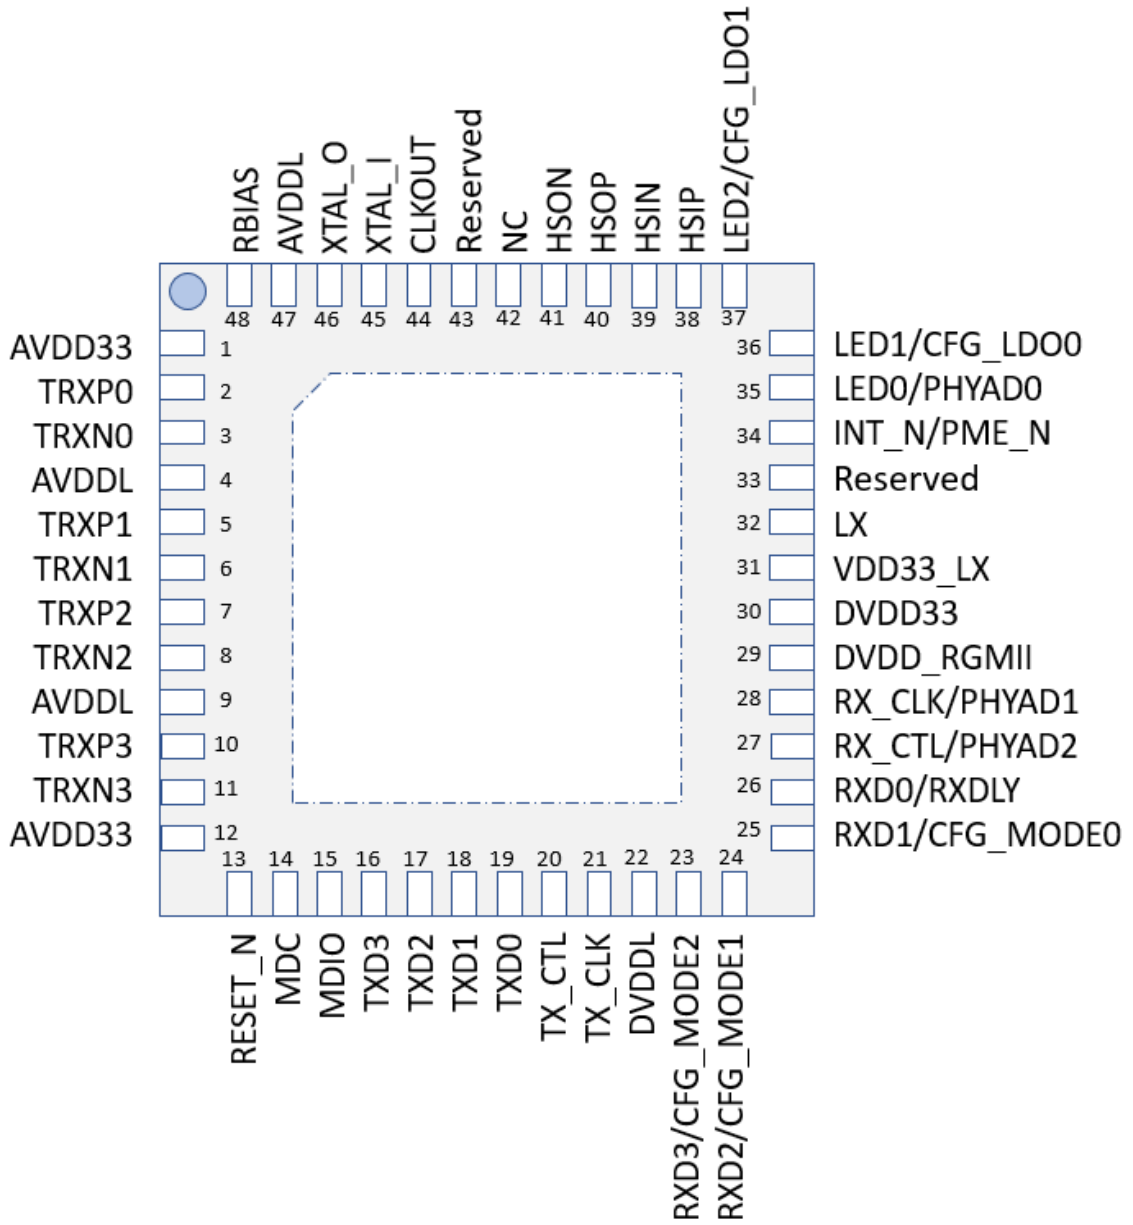 RBIAS
AVDDL
XTAL_O
XTAL_I
CLKOUT
Reserved
NC
HSON
HSOP
HSIN
HSIP
LED2/CFG_LDO1
48 47 46 45 44 43 42 41 40 39 38 37
AVDD33 1
TRXP0 2
TRXN0 3
AVDDL 4
TRXP1 5
TRXN1 6
TRXP2 7
TRXN2 8
AVDDL 9
TRXP3 10
TRXN3 11
AVDD33 12
36 LED1/CFG_LDO0
35 LED0/PHYAD0
34 INT_N/PME_N
33 Reserved
32 LX
31 VDD33_LX
30 DVDD33
29 DVDD_RGMII
28 RX_CLK/PHYAD1
27 RX_CTL/PHYAD2
26 RXD0/RXDLY
25 RXD1/CFG_MODE0
13 14 15 16 17 18 19 20 21 22 23 24
RESET_N
MDC
MDIO
TXD3
TXD2
TXD1
TXD0
TX_CTL
TX_CLK
DVDDL
RXD3/CFG_MODE2
RXD2/CFG_MODE1